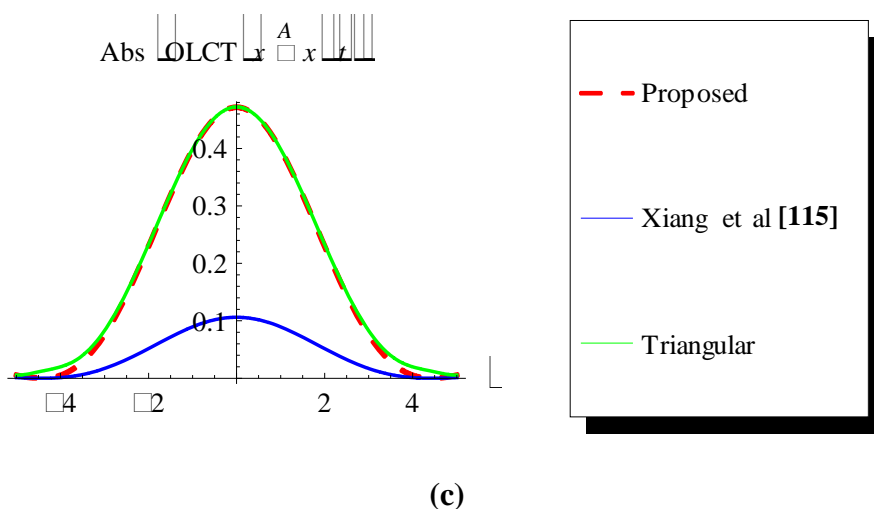 A
Abs OLCT x □ x t
0.4
0.3
0.2
0.1
□4 □2 2 4
Proposed
Xiang et al [115]
Triangular
(c)